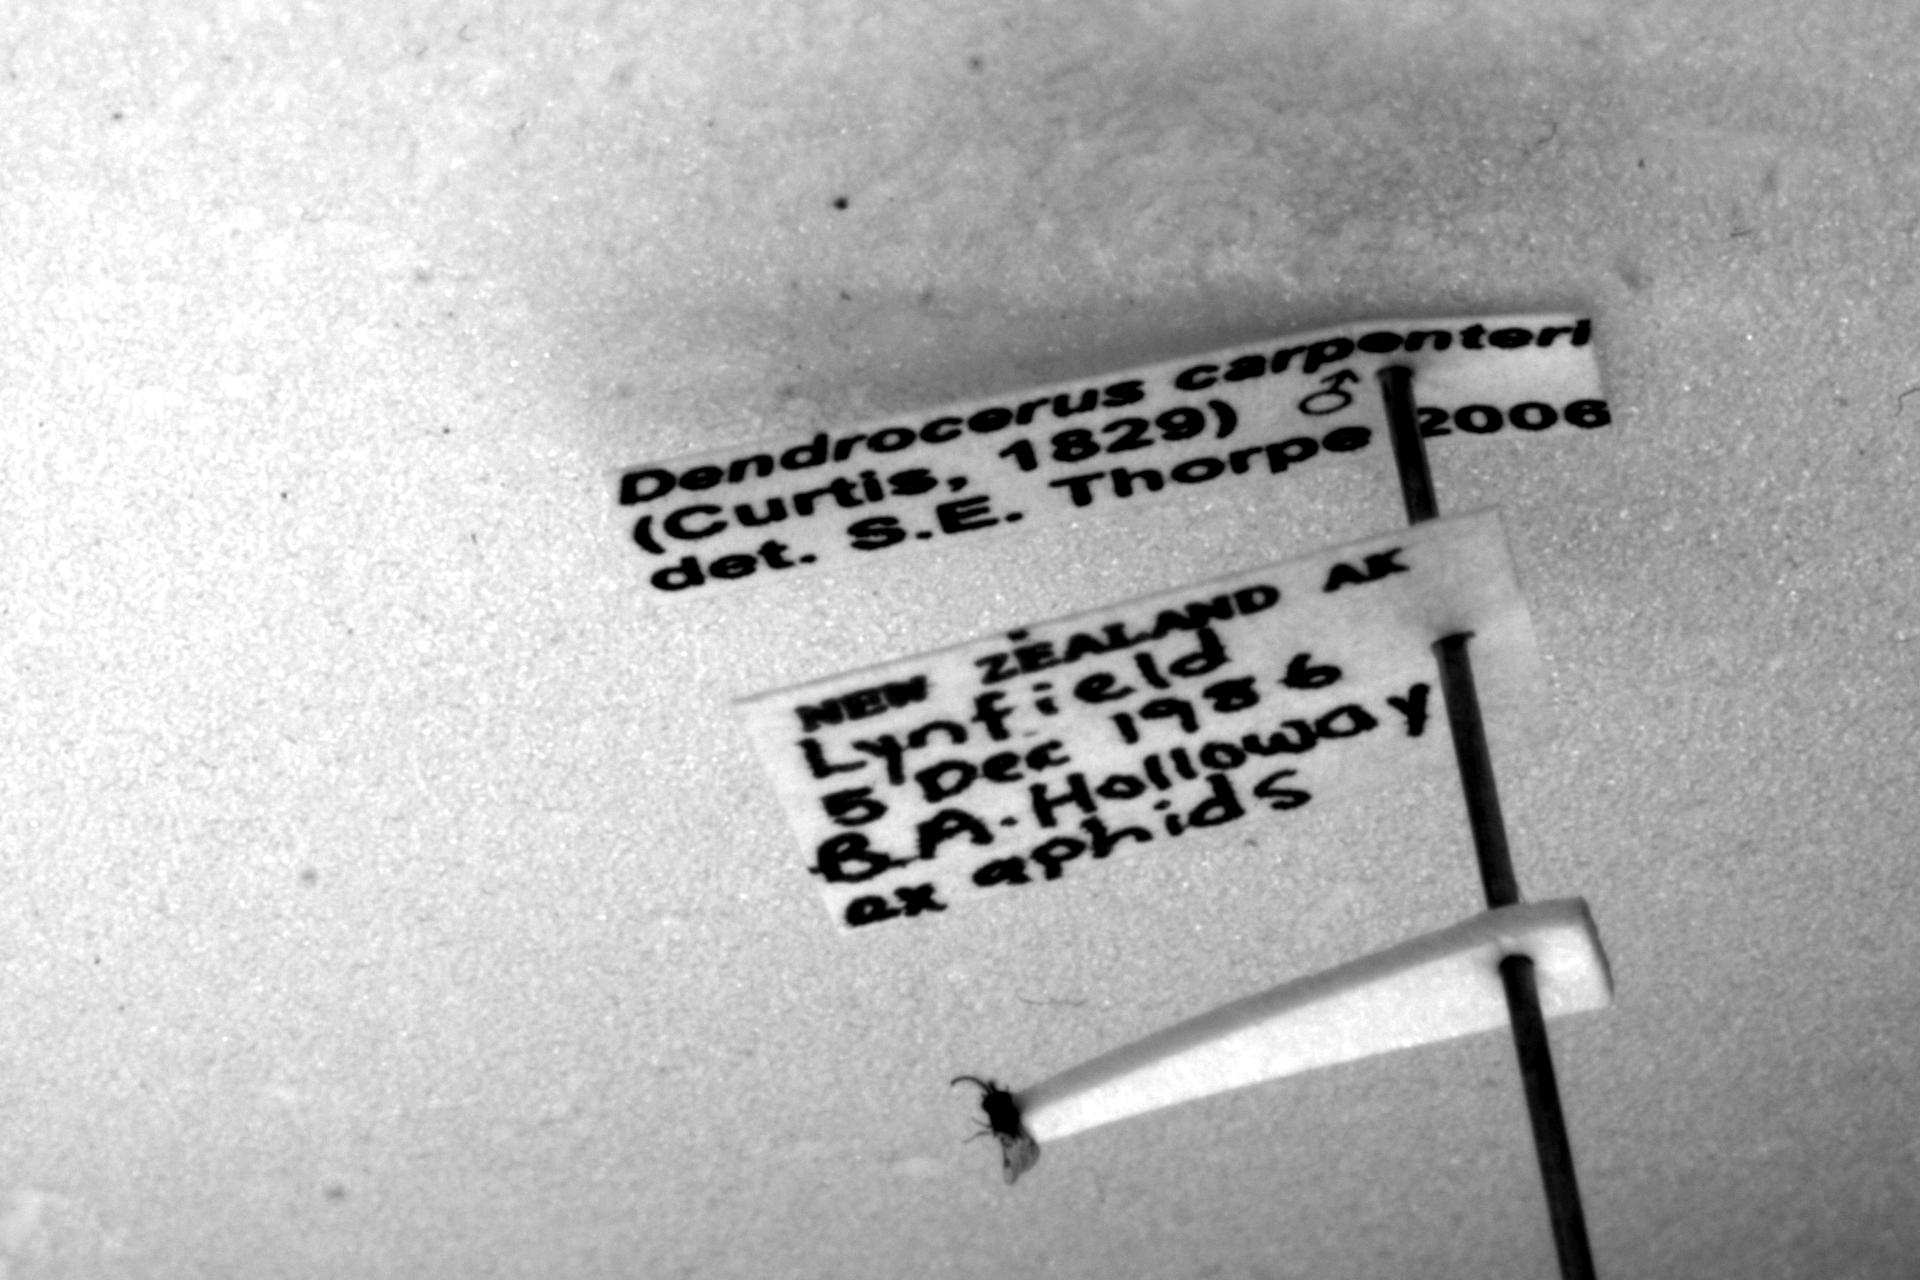 Dendrocerus carpenteri
(Curtis, 1829) ♂
det. S.E. Thorpe 2006
NEW ZEALAND AK
Lynfield
5 Dec 1986
B.A. Holloway
ex aphids